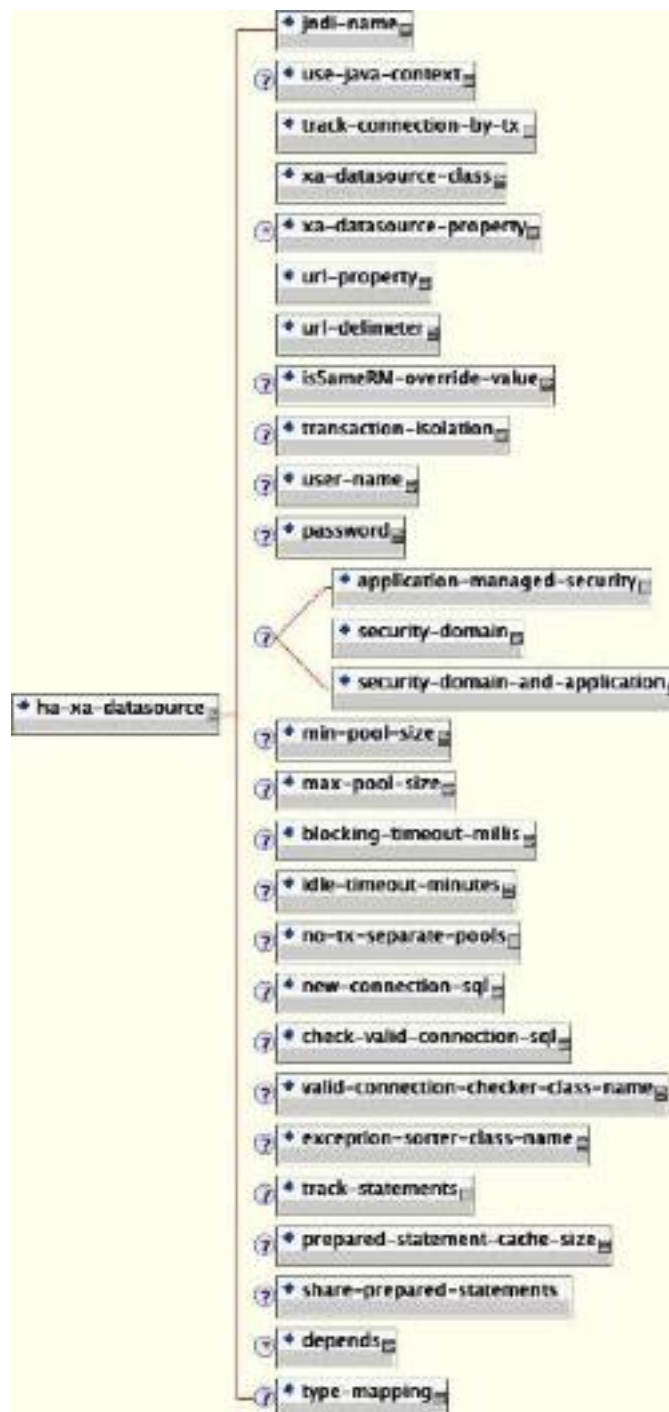 jndi-name
? use-java-context
track-connection-by-tx
xa-datasource-class
* xa-datasource-property
url-property
url-delimeter
? isSameRM-override-value
? transaction-isolation
? user-name
? password
application-managed-security
? security-domain
security-domain-and-application
ha-xa-datasource
? min-pool-size
? max-pool-size
? blocking-timeout-millis
? idle-timeout-minutes
? no-tx-separate-pools
? new-connection-sql
? check-valid-connection-sql
? valid-connection-checker-class-name
? exception-sorter-class-name
? track-statements
? prepared-statement-cache-size
? share-prepared-statements
* depends
? type-mapping